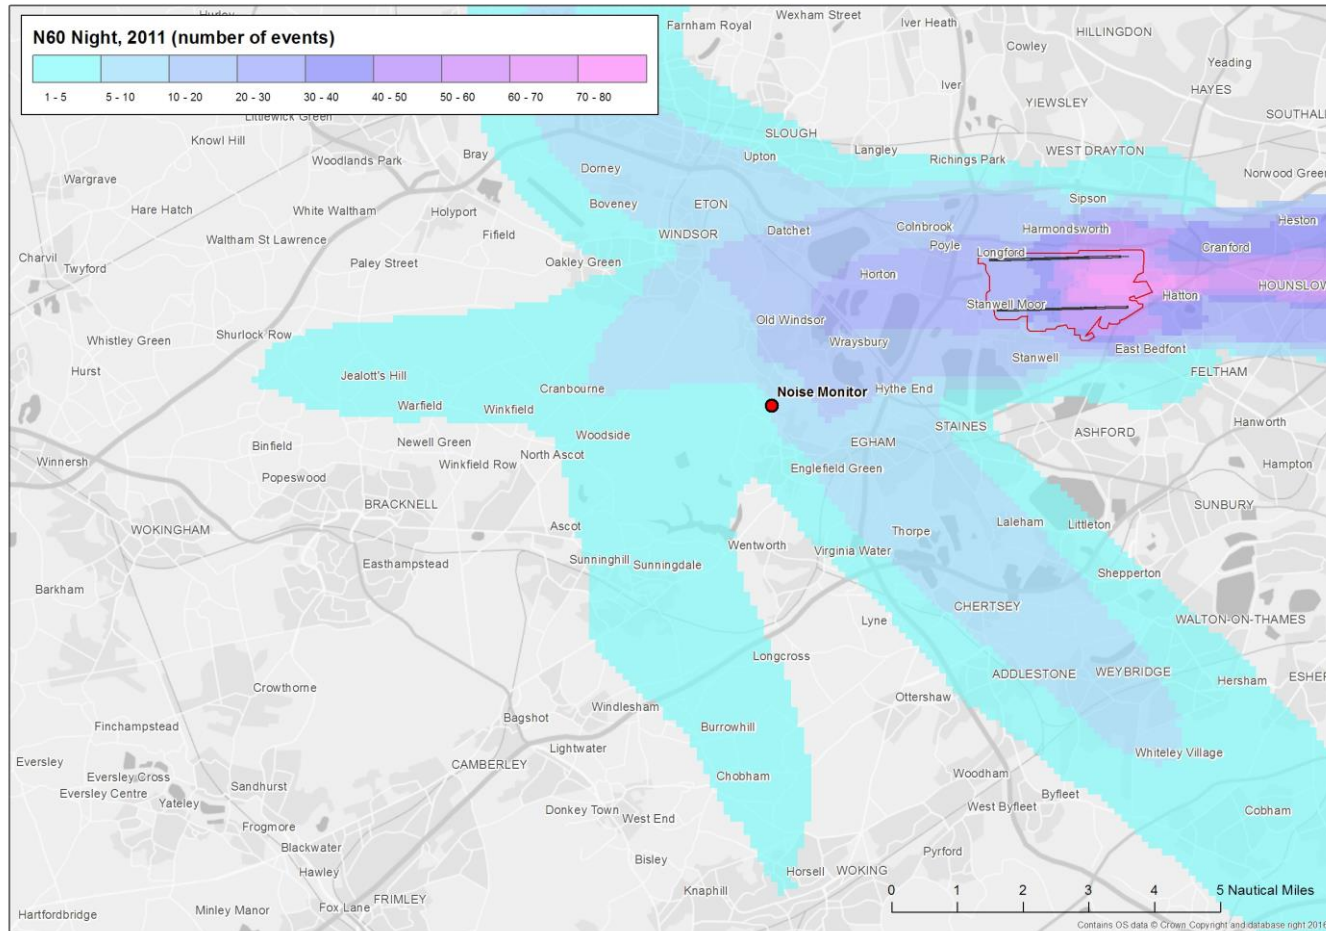 N60 Night, 2011 (number of events)
1 - 5 5 - 10 10 - 20 20 - 30 30 - 40 40 - 50 50 - 60 60 - 70 70 - 80
Farnham Royal
Wexham Street
Iver Heath
HILLINGDON
Cowley
Yeading
Iver
HAYES
YIEWSLEY
SOUTHALL
Littlewick Green
Knowl Hill
Woodlands Park
Bray
SLOUGH
Upton
Langley
Richings Park
WEST DRAYTON
Norwood Green
Wargrave
Dorney
Hare Hatch
White Waltham
Holyport
Boveney
ETON
Sipson
Heston
Waltham St Lawrence
Fifield
WINDSOR
Datchet
Colnbrook
Harmondsworth
Cranford
Poyle
Longford
Charvil
Twyford
Paley Street
Oakley Green
Horton
HOUNSLOW
Hatton
Stanwell Moor
Shurlock Row
Whistley Green
Old Windsor
Wraysbury
Stanwell
East Bedfont
Hurst
Jealott's Hill
FELTHAM
Cranbourne
Noise Monitor
Hythe End
Warfield
Winkfield
Hanworth
Binfield
Newell Green
Woodside
EGHAM
STAINES
ASHFORD
Winnersh
Winkfield Row
North Ascot
Englefield Green
Hampton
Popeswood
BRACKNELL
SUNBURY
WOKINGHAM
Ascot
Thorpe
Laleham
Littleton
Easthampstead
Sunninghill
Sunningdale
Wentworth
Virginia Water
Shepperton
Barkham
CHERTSEY
Lyne
WALTON-ON-THAMES
Longcross
ADDLESTONE
WEYBRIDGE
Hersham
ESHER
Crowthorne
Ottershaw
Finchampstead
Bagshot
Windlesham
Burrowhill
Lightwater
Whiteley Village
Eversley
CAMBERLEY
Chobham
Woodham
Eversley Cross
Eversley Centre
Sandhurst
Yateley
Donkey Town
West End
Byfleet
West Byfleet
Cobham
Frogmore
Blackwater
Bisley
Pyrford
Hawley
Horsell
WOKING
Knaphill
FRIMLEY
Fox Lane
Minley Manor
Hartfordbridge
0 1 2 3 4 5 Nautical Miles
Contains OS data © Crown Copyright and database right 2016